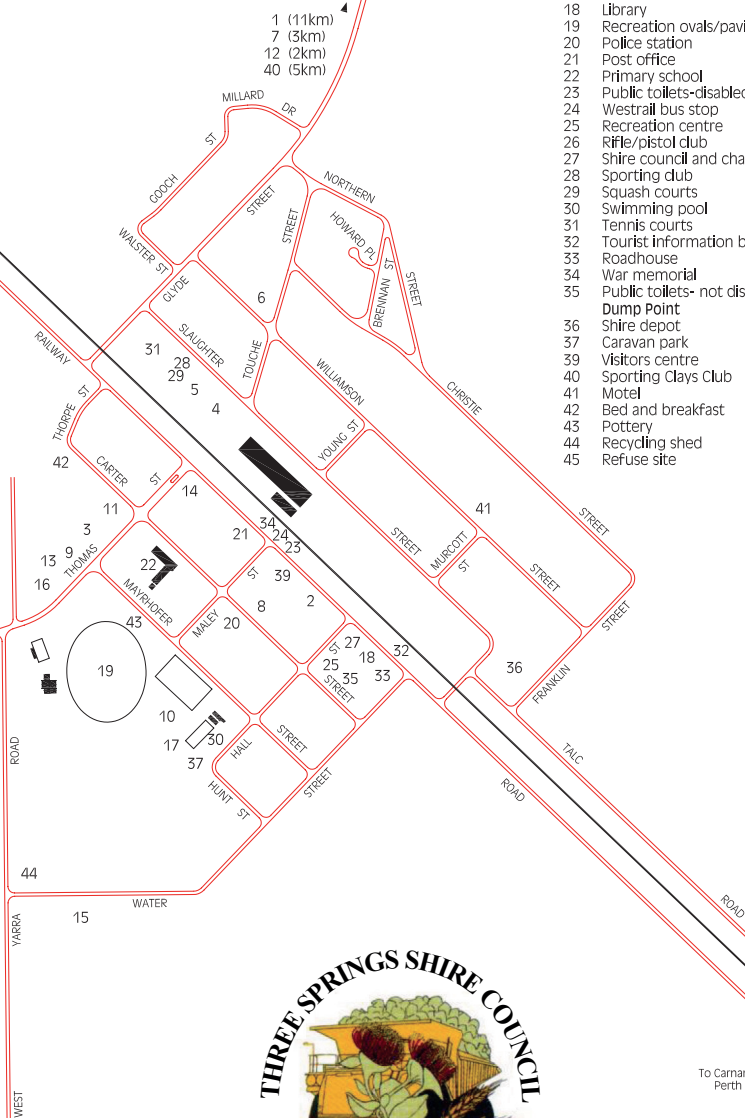 1 (11km)
7 (3km)
12 (2km)
40 (5km)
18 Library
19 Recreation ovals/pavi
20 Police station
21 Post office
22 Primary school
23 Public toilets-disabled
24 Westrail bus stop
25 Recreation centre
26 Rifle/pistol club
27 Shire council and cha
28 Sporting club
29 Squash courts
30 Swimming pool
31 Tennis courts
32 Tourist information b
33 Roadhouse
34 War memorial
35 Public toilets- not dis
Dump Point
36 Shire depot
37 Caravan park
39 Visitors centre
40 Sporting Clays Club
41 Motel
42 Bed and breakfast
43 Pottery
44 Recycling shed
45 Refuse site
MILLARD DR
GOOCH ST
WALSTER ST
GLYDE STREET
NORTHERN
STREET
HOWARD PL
BRENNAN ST
STREET
6
RAILWAY
SLAUGHTER
TOUCHE
WILLIAMSON
CHRISTIE
31
28
29
5
4
THORPE ST
YOUNG ST
42
CARTER ST
14
11
3
9
13
16
THOMAS
34
24
23
21
41
STREET
MURCOTT ST
STREET
STREET
STREET
22
MAYRHOFER
43
ST
39
8
2
MALEY
20
19
27
ST
18
32
25
35
33
STREET
36
FRANKLIN
10
17
30
37
HALL
STREET
HUNT ST
STREET
ROAD
TALC
ROAD
ROAD
44
15
WATER
YARRA
WEST
THREE SPRINGS SHIRE COUNCIL
To Carnam
Perth